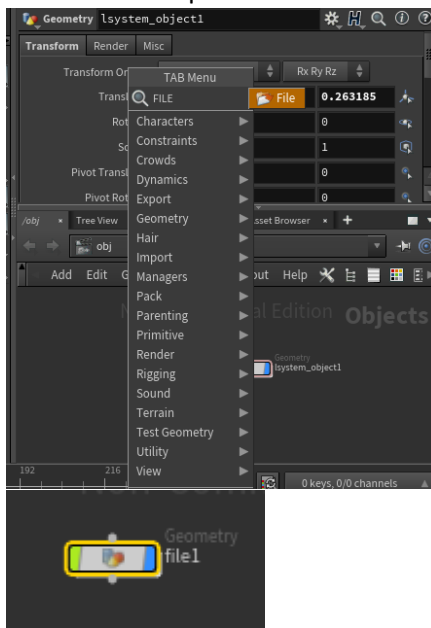 Geometry lsystem_object1
Transform Render Misc
Transform Or
Rx Ry Rz
TAB Menu
Transl
FILE
File
0.263185
Rot
Characters
0
Constraints
Sc
Crowds
1
Pivot Transl
Dynamics
0
Pivot Rot
Export
0
/obj
Tree View
Geometry
sset Browser
Hair
obj
Import
Add Edit G
Managers
out Help
Pack
N
al Edition
Objects
Parenting
Primitive
Geometry
Render
lsystem_object1
Rigging
Sound
Terrain
Test Geometry
Utility
192
216
View
0 keys, 0/0 channels
Geometry
file1